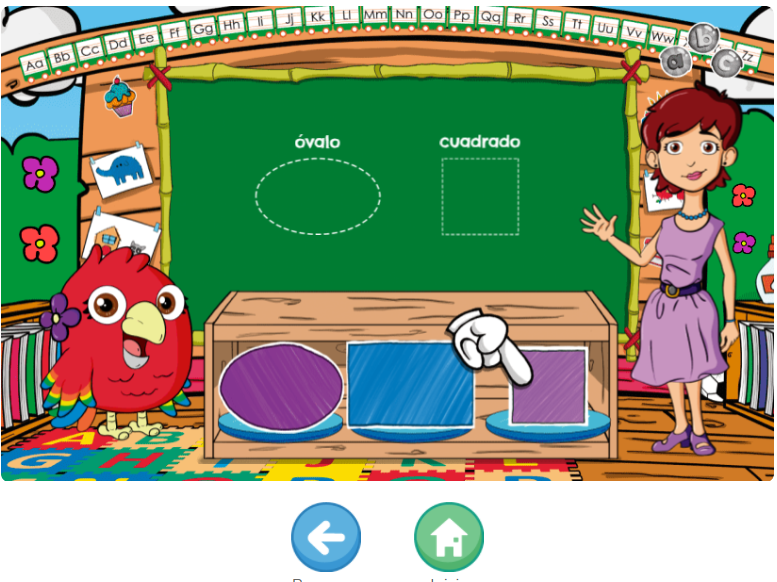 Aa Bb Cc Dd Ee Ff Gg Hh Ii Jj Kk Ll Mm Nn Oo Pp Qq Rr Ss Tt Uu Vv Ww Zz
b
a c
óvalo cuadrado
A B
G H I J K L